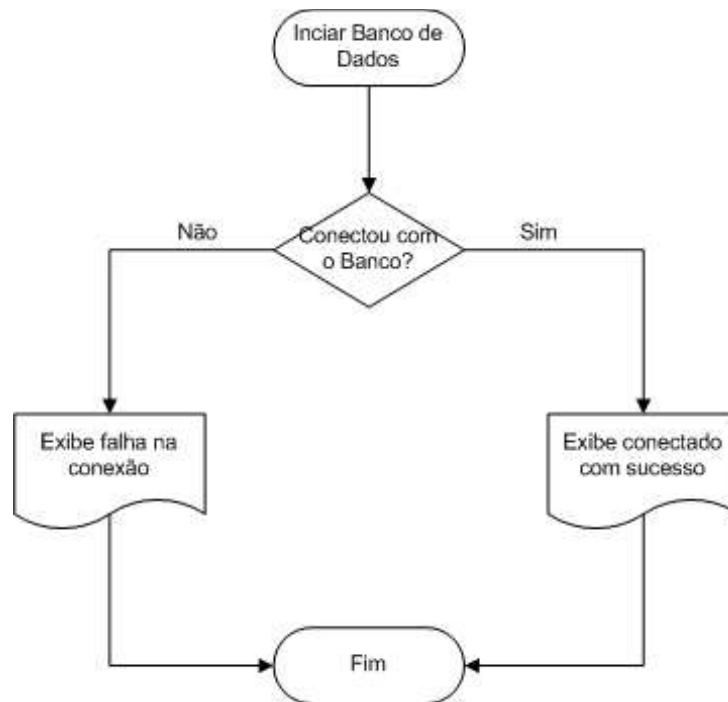 Inciar Banco de
Dados
Não
Conectou com
o Banco?
Sim
Exibe falha na
conexão
Exibe conectado
com sucesso
Fim